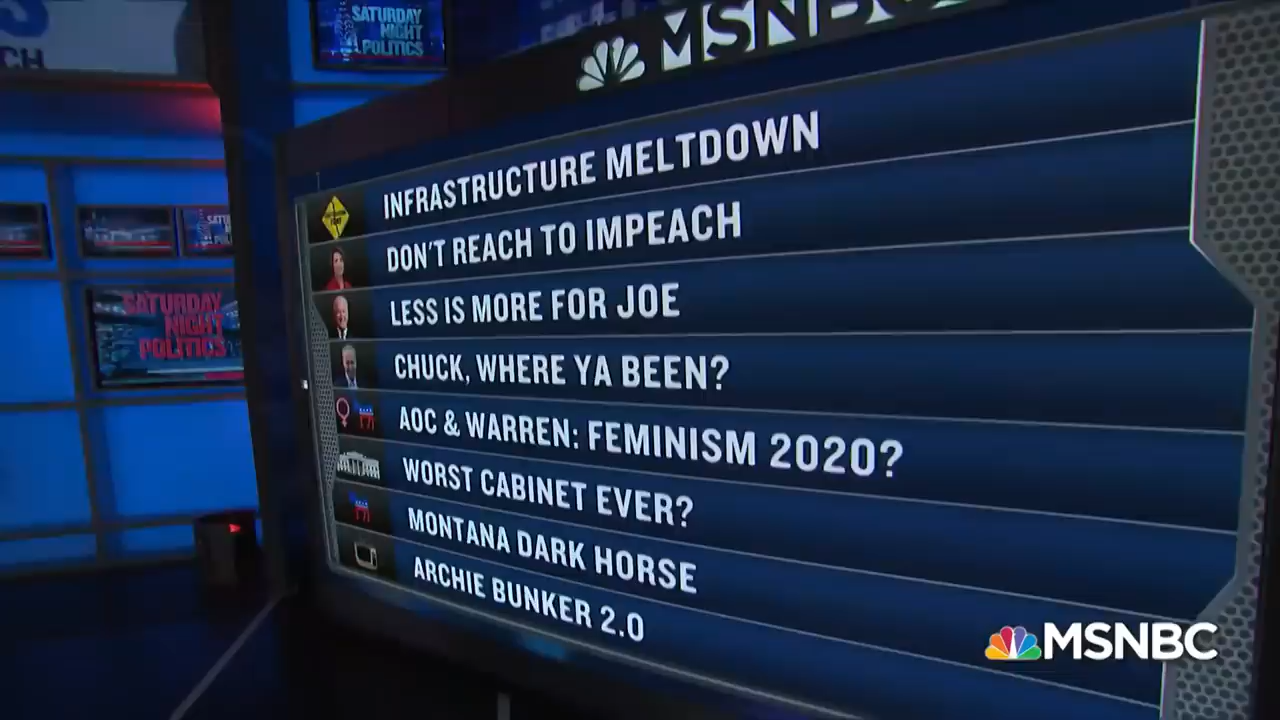 CH
SATURDAY
NIGHT
POLITICS
MSNBC
INFRASTRUCTURE MELTDOWN
DON'T REACH TO IMPEACH
LESS IS MORE FOR JOE
CHUCK, WHERE YA BEEN?
AOC & WARREN: FEMINISM 2020?
WORST CABINET EVER?
MONTANA DARK HORSE
ARCHIE BUNKER 2.0
SATURDAY
NIGHT
POLITICS
MSNBC